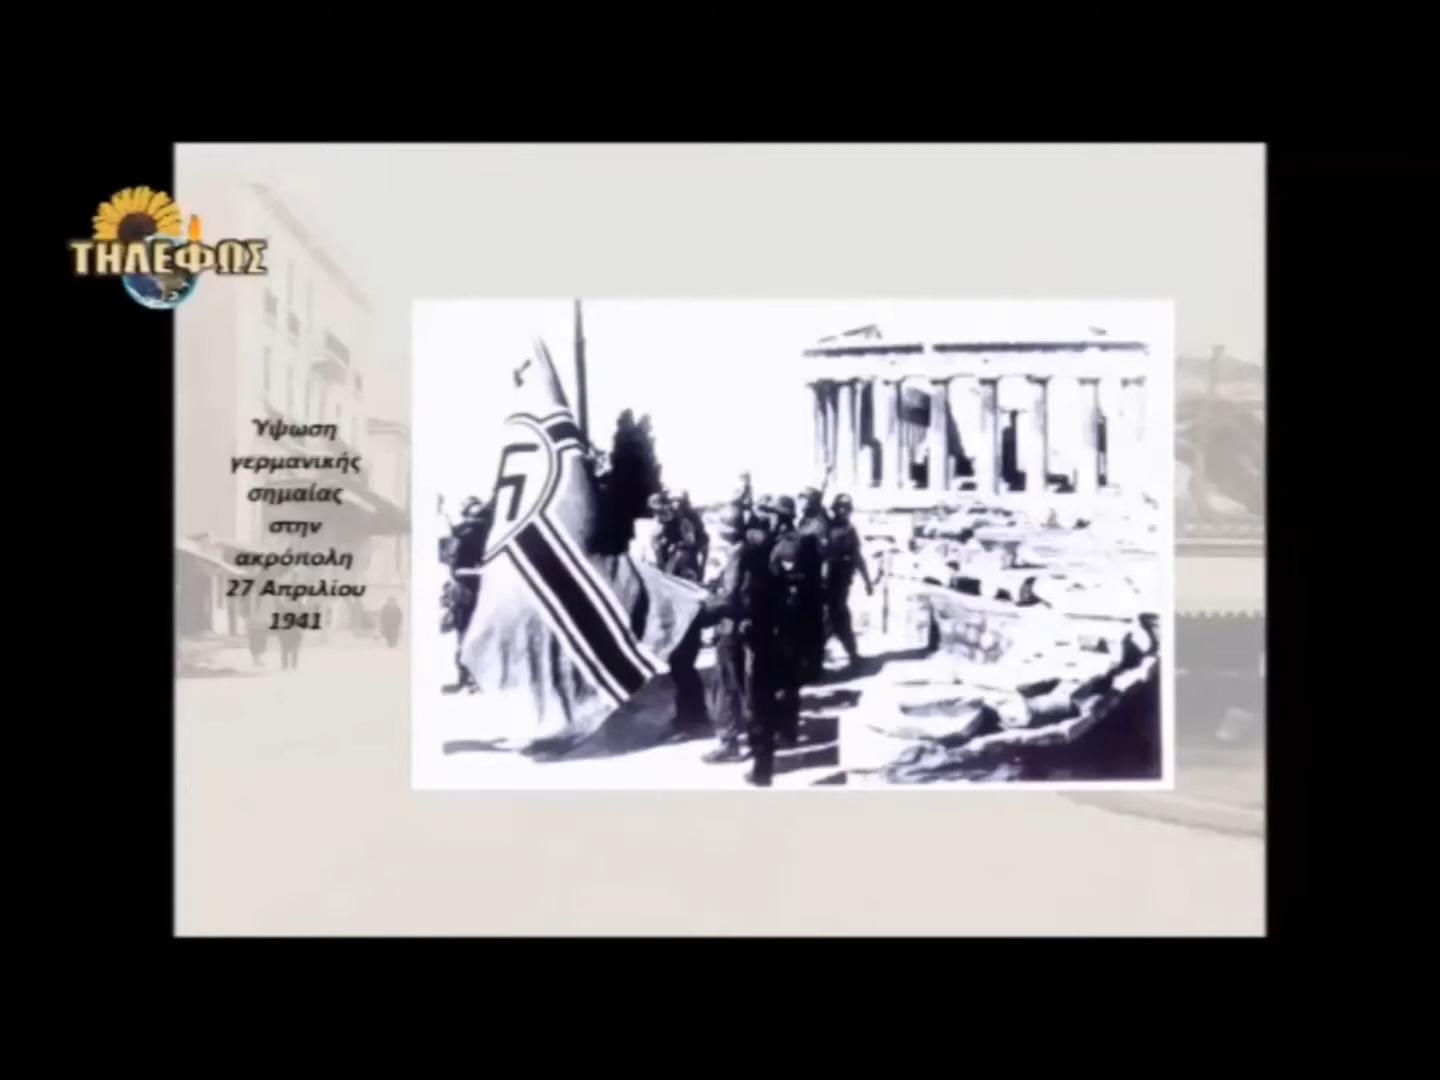 ΤΗΛΕΦΩΣ
Ύψωση
γερμανικής
σημαίας
στην
ακρόπολη
27 Απριλίου
1941